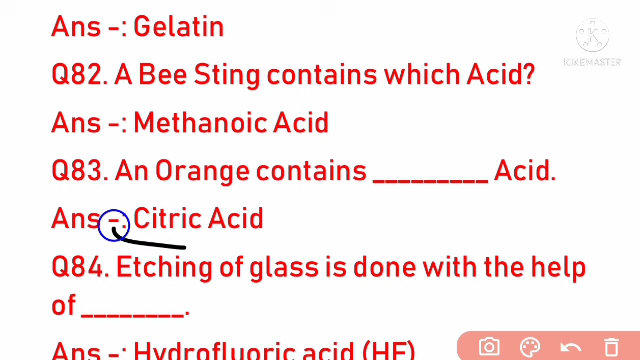 Ans -: Gelatin
KINEMASTER
Q82. A Bee Sting contains which Acid?
Ans -: Methanoic Acid
Q83. An Orange contains _________ Acid.
Ans -: Citric Acid
Q84. Etching of glass is done with the help
of ________.
Ans -: Hydrofluoric acid (HF)